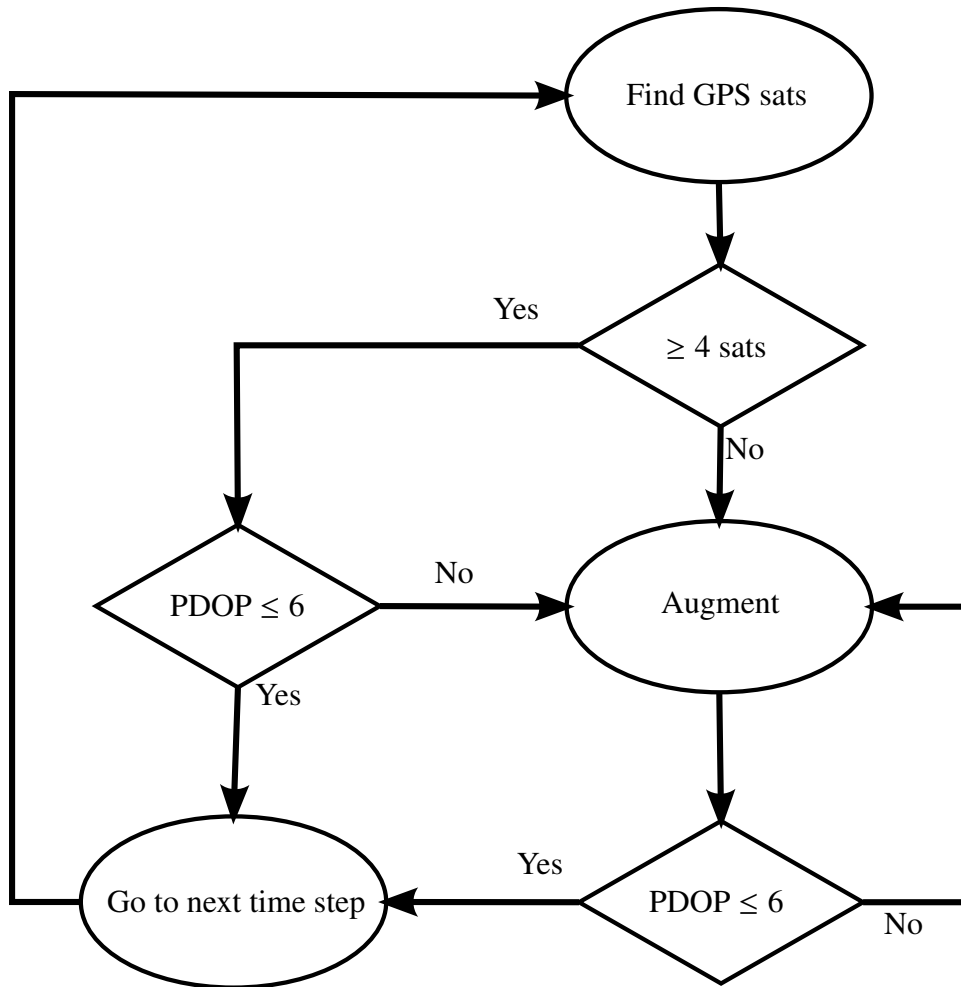 Find GPS sats
Yes
≥ 4 sats
No
PDOP ≤ 6
No
Augment
Yes
Yes
Go to next time step
PDOP ≤ 6
No